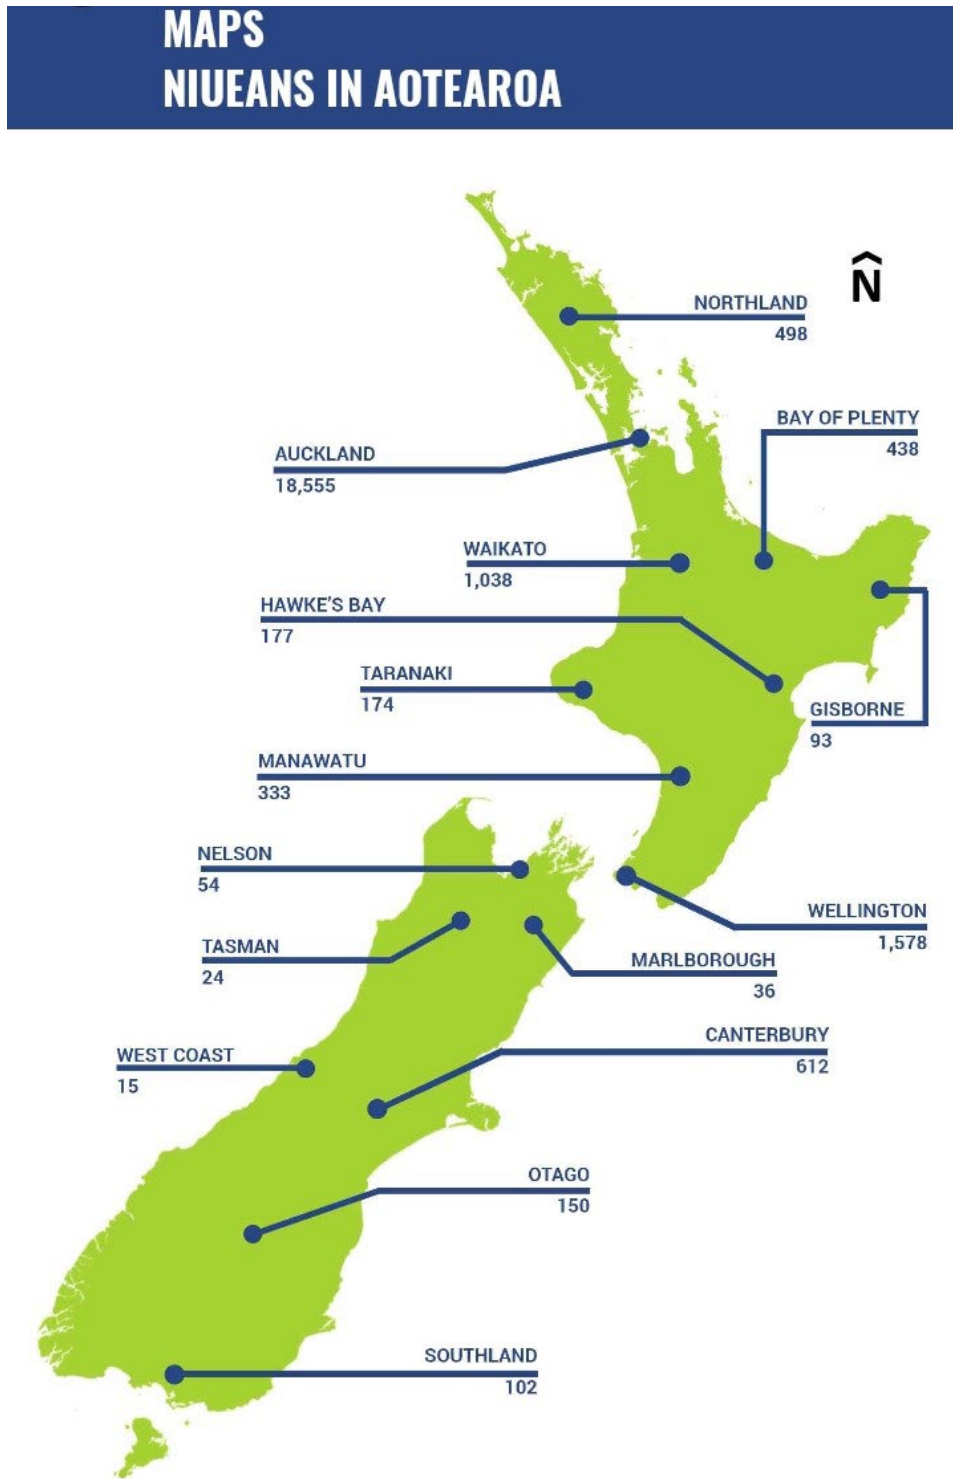 MAPS
NIUEANS IN AOTEAROA
N
NORTHLAND
498
BAY OF PLENTY
438
AUCKLAND
18,555
WAIKATO
1,038
HAWKE'S BAY
177
TARANAKI
174
GISBORNE
93
MANAWATU
333
NELSON
54
WELLINGTON
1,578
TASMAN
24
MARLBOROUGH
36
CANTERBURY
612
WEST COAST
15
OTAGO
150
SOUTHLAND
102